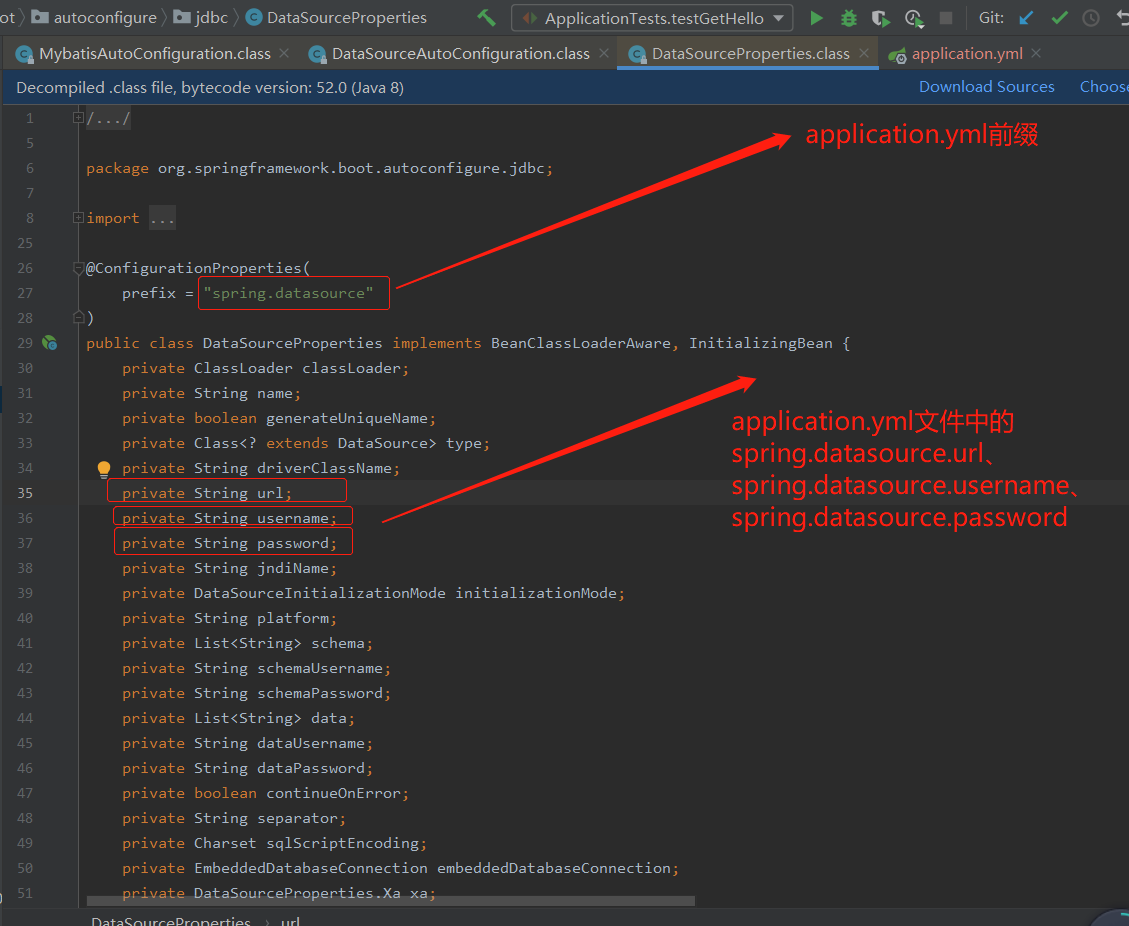 ot autoconfigure jdbc DataSourceProperties ApplicationTests.testGetHello Git:
MybatisAutoConfiguration.class DataSourceAutoConfiguration.class DataSourceProperties.class application.yml
Decompiled .class file, bytecode version: 52.0 (Java 8) Download Sources Choose
1 /.../
application.yml前缀
5
6 package org.springframework.boot.autoconfigure.jdbc;
7
8 import ...
25
26 @ConfigurationProperties(
27 prefix = "spring.datasource"
28 )
29 public class DataSourceProperties implements BeanClassLoaderAware, InitializingBean {
30 private ClassLoader classLoader;
31 private String name;
32 private boolean generateUniqueName;
33 private Class<? extends DataSource> type;
34 private String driverClassName;
35 private String url;
36 private String username;
37 private String password;
application.yml文件中的
spring.datasource.url、
spring.datasource.username、
spring.datasource.password
38 private String jndiName;
39 private DataSourceInitializationMode initializationMode;
40 private String platform;
41 private List<String> schema;
42 private String schemaUsername;
43 private String schemaPassword;
44 private List<String> data;
45 private String dataUsername;
46 private String dataPassword;
47 private boolean continueOnError;
48 private String separator;
49 private Charset sqlScriptEncoding;
50 private EmbeddedDatabaseConnection embeddedDatabaseConnection;
51 private DataSourceProperties.Xa xa;
DataSourceProperties › url